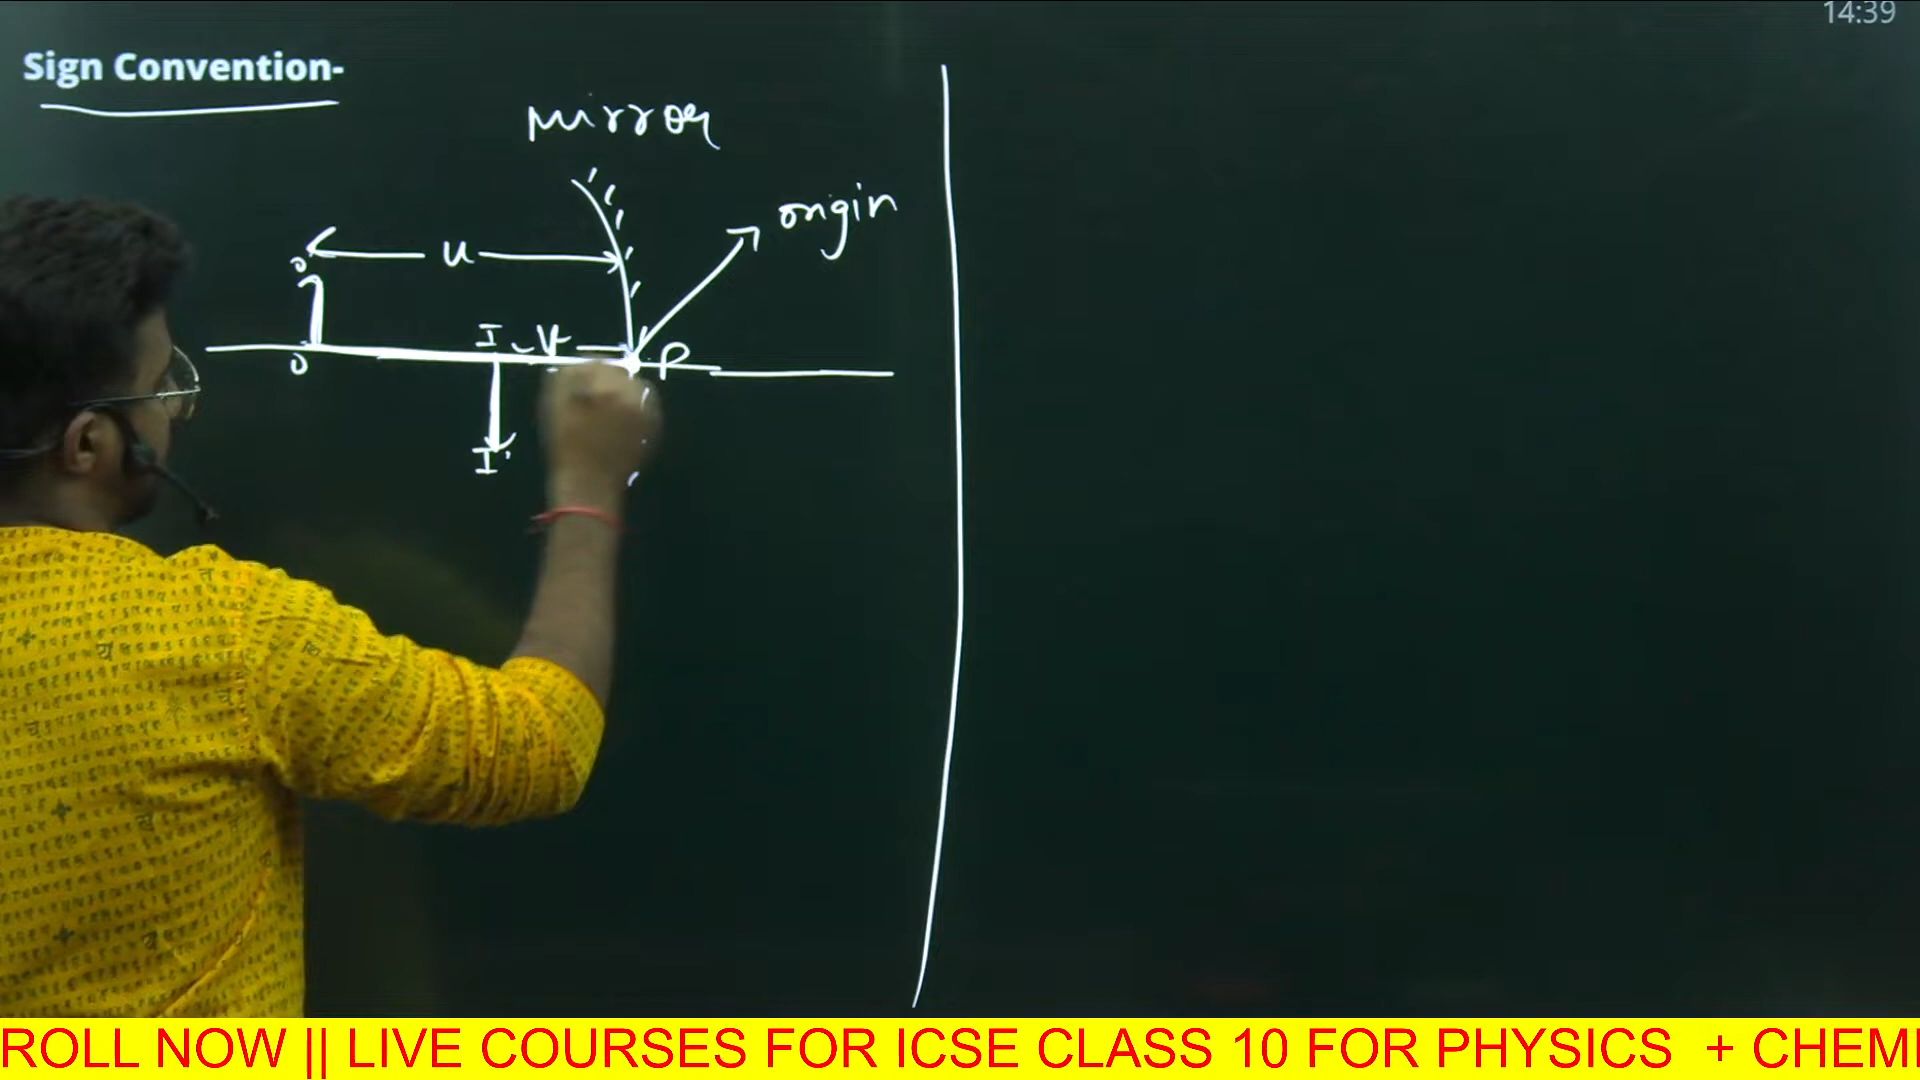 14:39
Sign Convention-
mirror
origin
u
O'
I
v
P
O
I'
ROLL NOW || LIVE COURSES FOR ICSE CLASS 10 FOR PHYSICS + CHEMI